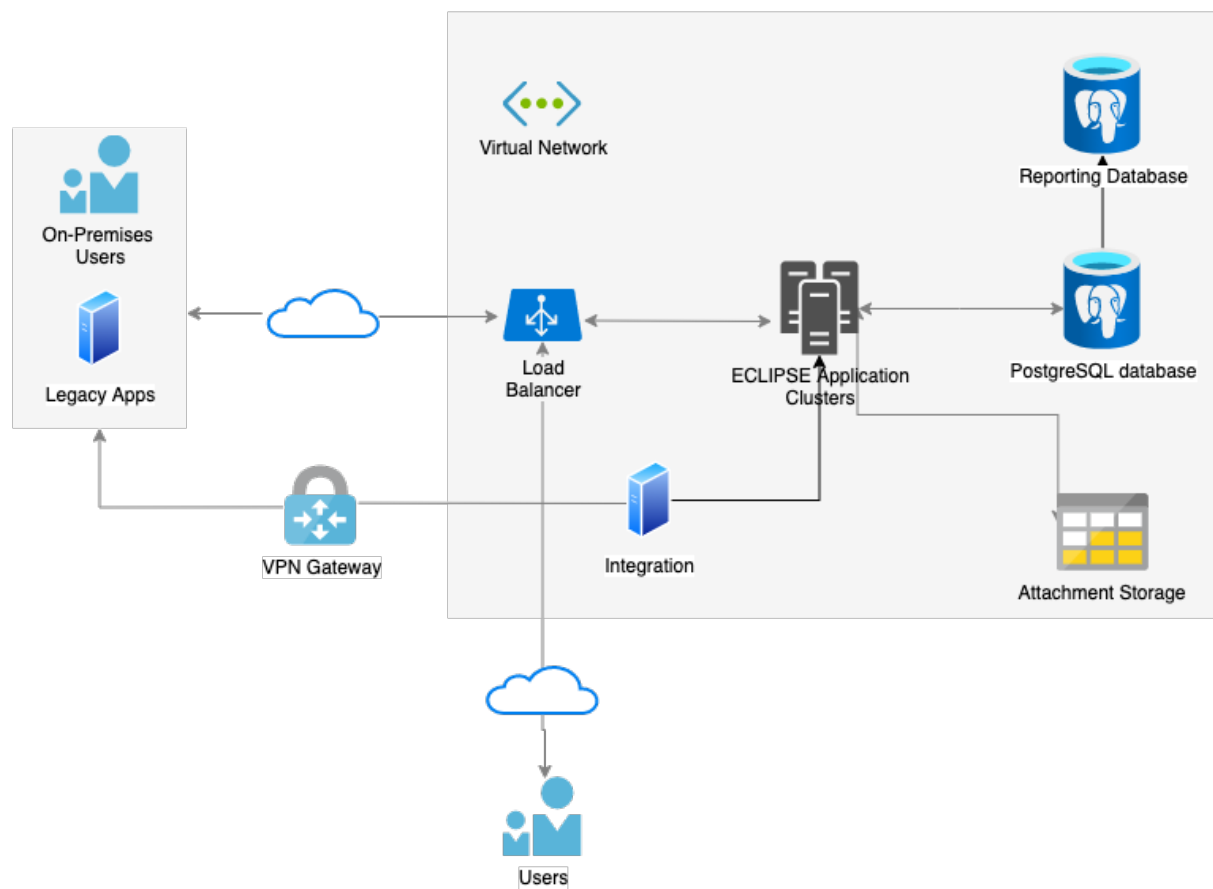 Virtual Network
Reporting Database
On-Premises
Users
Legacy Apps
Load
Balancer
ECLIPSE Application
Clusters
PostgreSQL database
VPN Gateway
Integration
Attachment Storage
Users